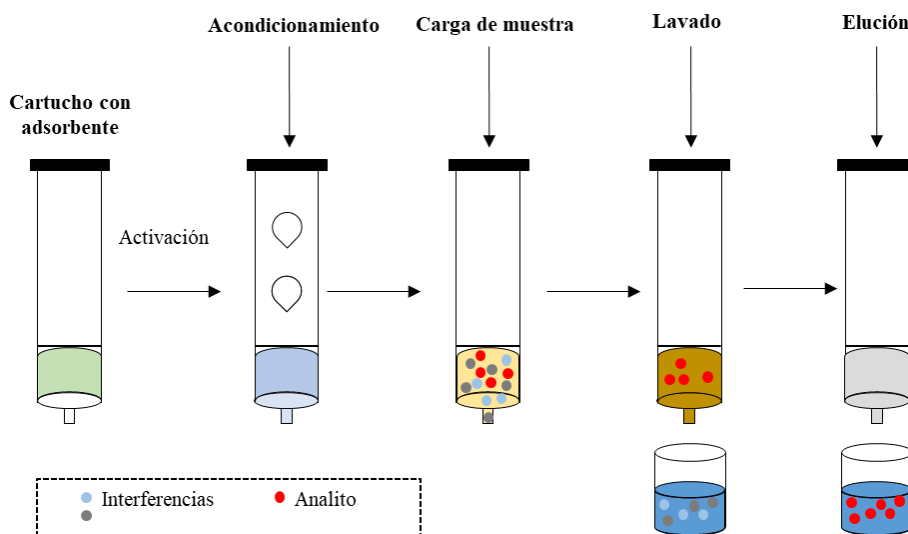 Acondicionamiento
Carga de muestra
Lavado
Elución
Cartucho con
adsorbente
Activación
Interferencias
Analito